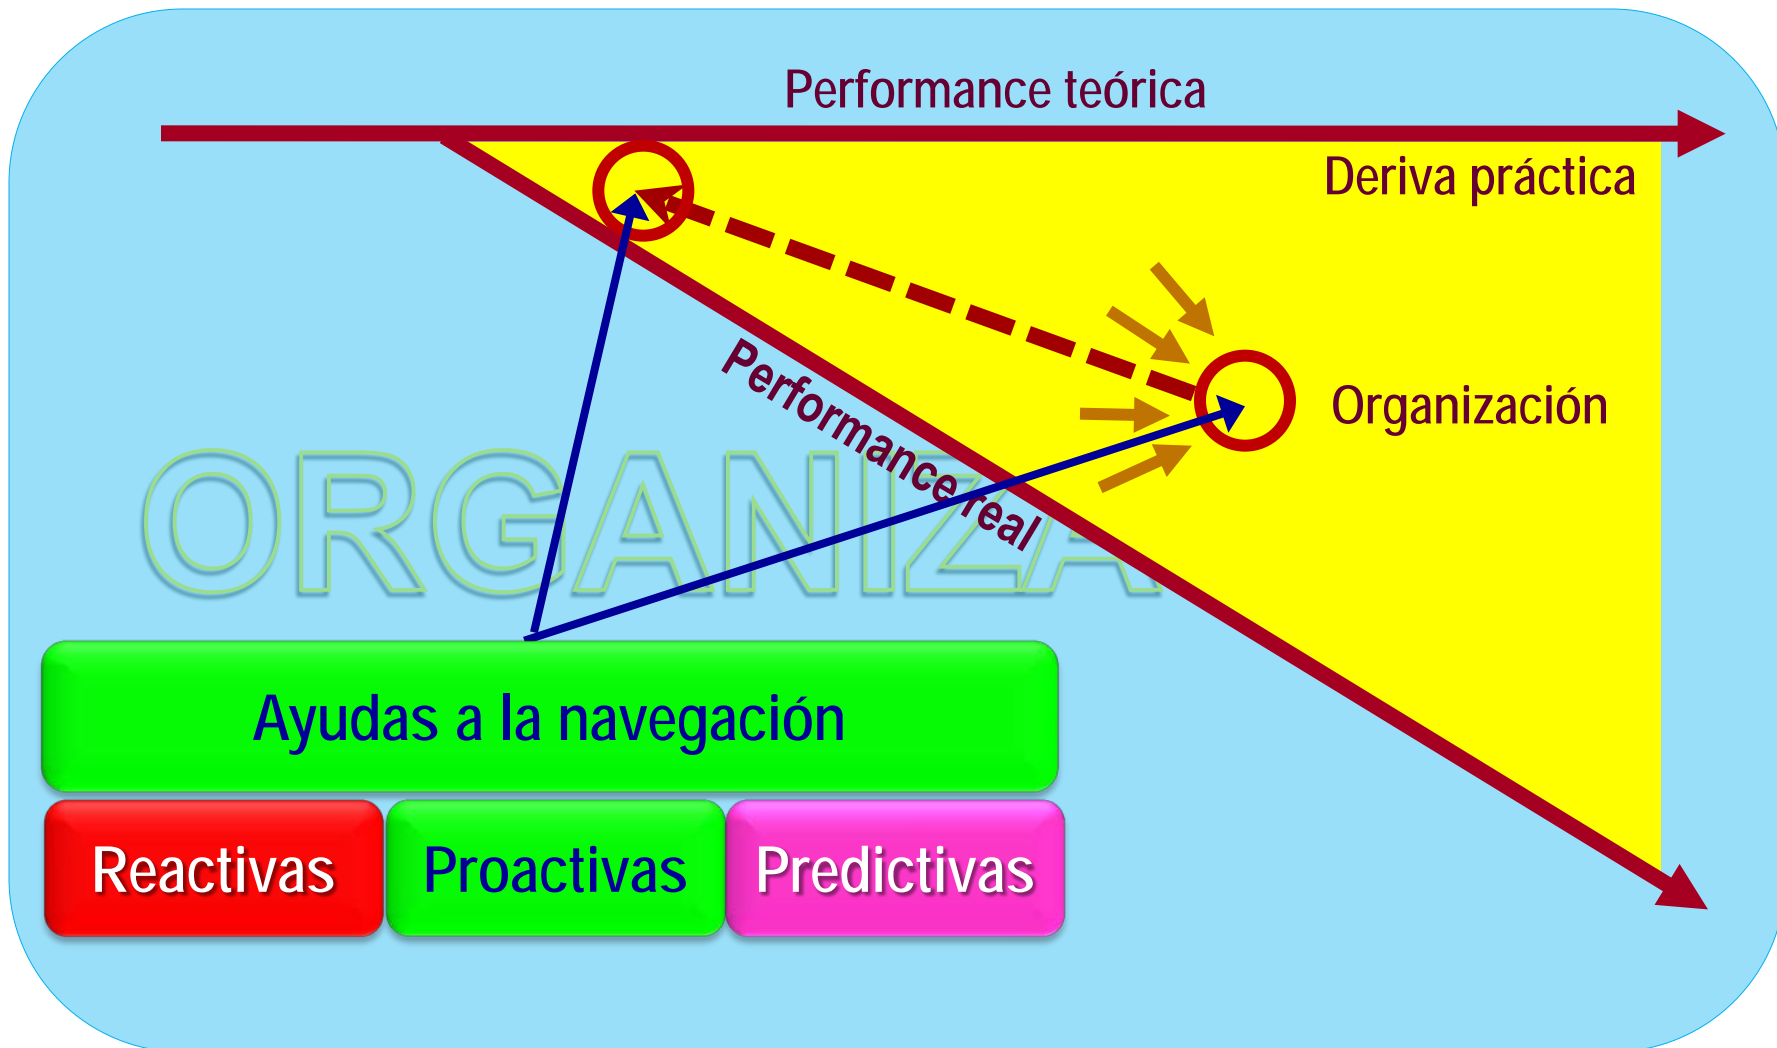 Performance teórica
Deriva práctica
Organización
Performance real
ORGANIZA
Ayudas a la navegación
Reactivas
Proactivas
Predictivas